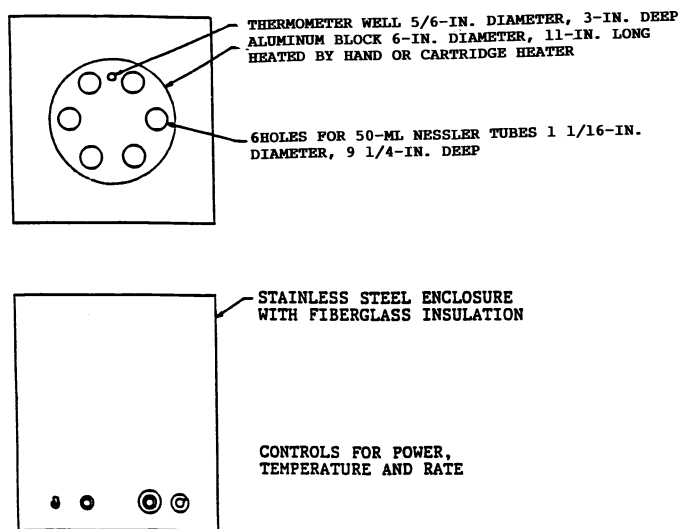 THERMOMETER WELL 5/6-IN. DIAMETER, 3-IN. DEEP
ALUMINUM BLOCK 6-IN. DIAMETER, 11-IN. LONG
HEATED BY HAND OR CARTRIDGE HEATER
6HOLES FOR 50-ML NESSLER TUBES 1 1/16-IN.
DIAMETER, 9 1/4-IN. DEEP
STAINLESS STEEL ENCLOSURE
WITH FIBERGLASS INSULATION
CONTROLS FOR POWER,
TEMPERATURE AND RATE